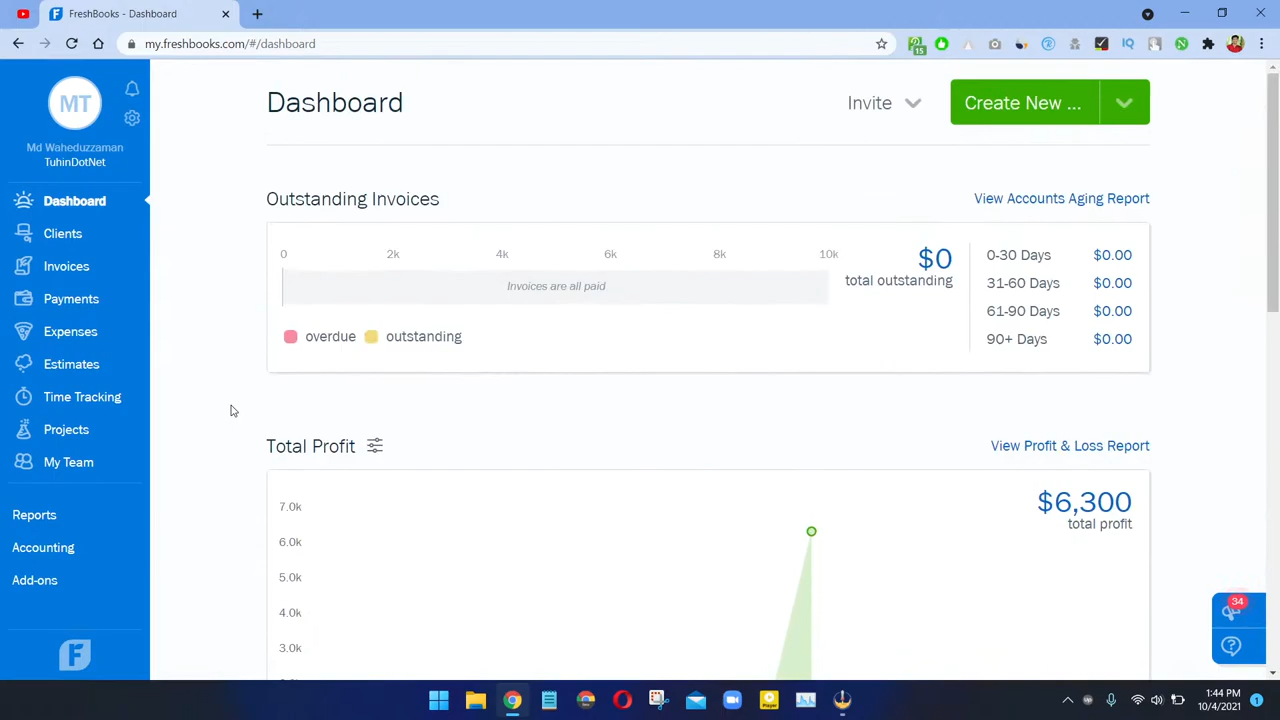 FreshBooks - Dashboard
my.freshbooks.com/#/dashboard
15
MT
Md Waheduzzaman
TuhinDotNet
Dashboard
Clients
Invoices
Payments
Expenses
Estimates
Time Tracking
Projects
My Team
Reports
Accounting
Add-ons
Dashboard
Invite
Create New ...
Outstanding Invoices
View Accounts Aging Report
0 2k 4k 6k 8k 10k
Invoices are all paid
overdue outstanding
$0
total outstanding
0-30 Days $0.00
31-60 Days $0.00
61-90 Days $0.00
90+ Days $0.00
Total Profit
View Profit & Loss Report
7.0k
6.0k
5.0k
4.0k
3.0k
$6,300
total profit
34
1:44 PM
10/4/2021
1